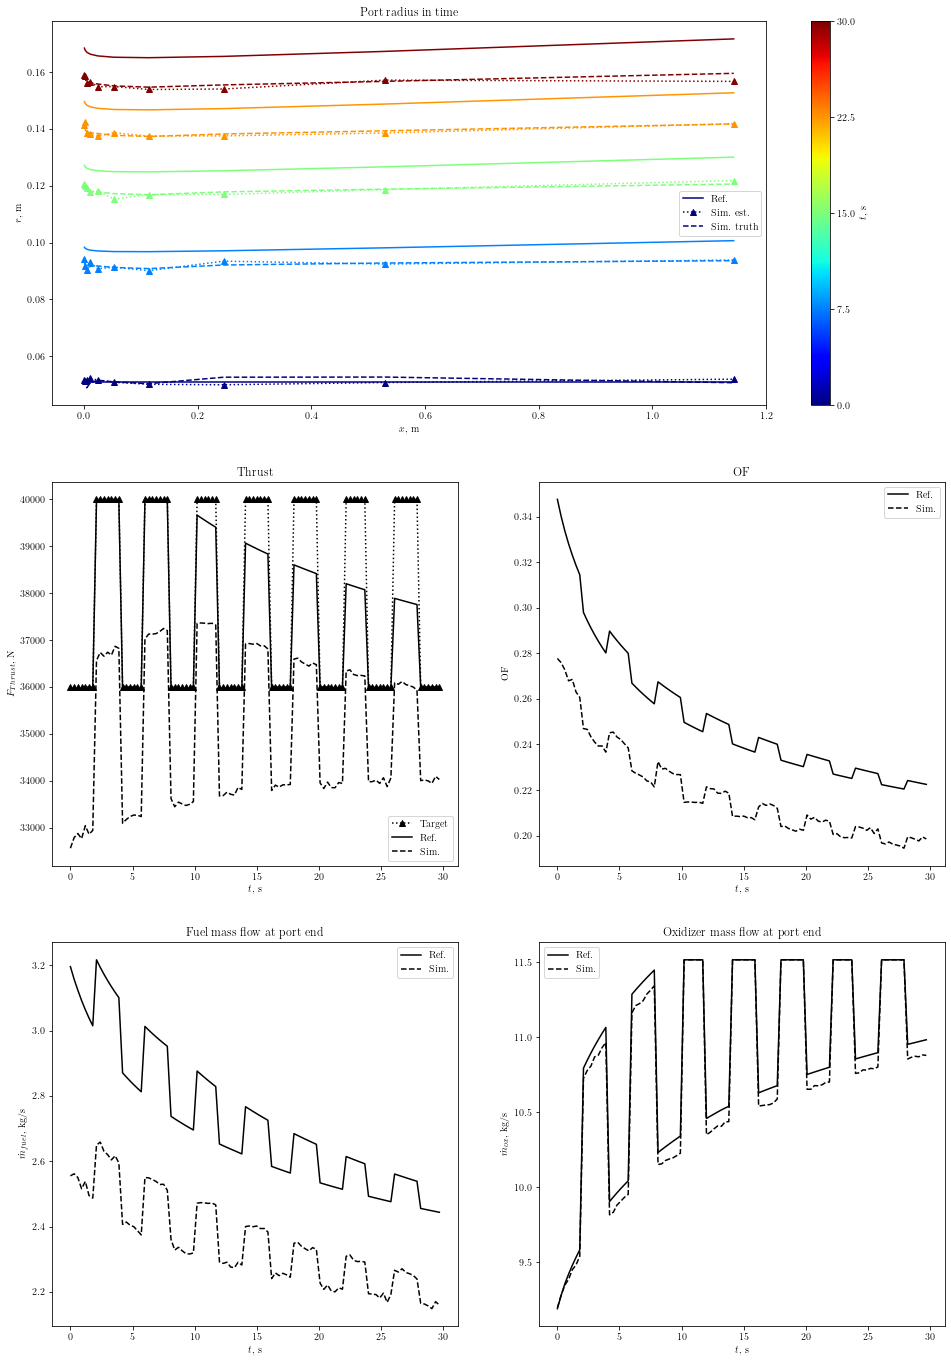 Port radius in time
0.16
0.14
0.12
0.10
0.08
0.06
r, m
0.0 0.2 0.4 0.6 0.8 1.0 1.2
x, m
Ref.
Sim. est.
Sim. truth
30.0
22.5
15.0
7.5
0.0
t, s
Thrust
40000
39000
38000
37000
36000
35000
34000
33000
F_{Thrust}, N
0 5 10 15 20 25 30
t, s
Target
Ref.
Sim.
OF
0.34
0.32
0.30
0.28
0.26
0.24
0.22
0.20
OF
0 5 10 15 20 25 30
t, s
Ref.
Sim.
Fuel mass flow at port end
3.2
3.0
2.8
2.6
2.4
2.2
ṁ_{fuel}, kg/s
0 5 10 15 20 25 30
t, s
Ref.
Sim.
Oxidizer mass flow at port end
11.5
11.0
10.5
10.0
9.5
ṁ_{ox}, kg/s
0 5 10 15 20 25 30
t, s
Ref.
Sim.